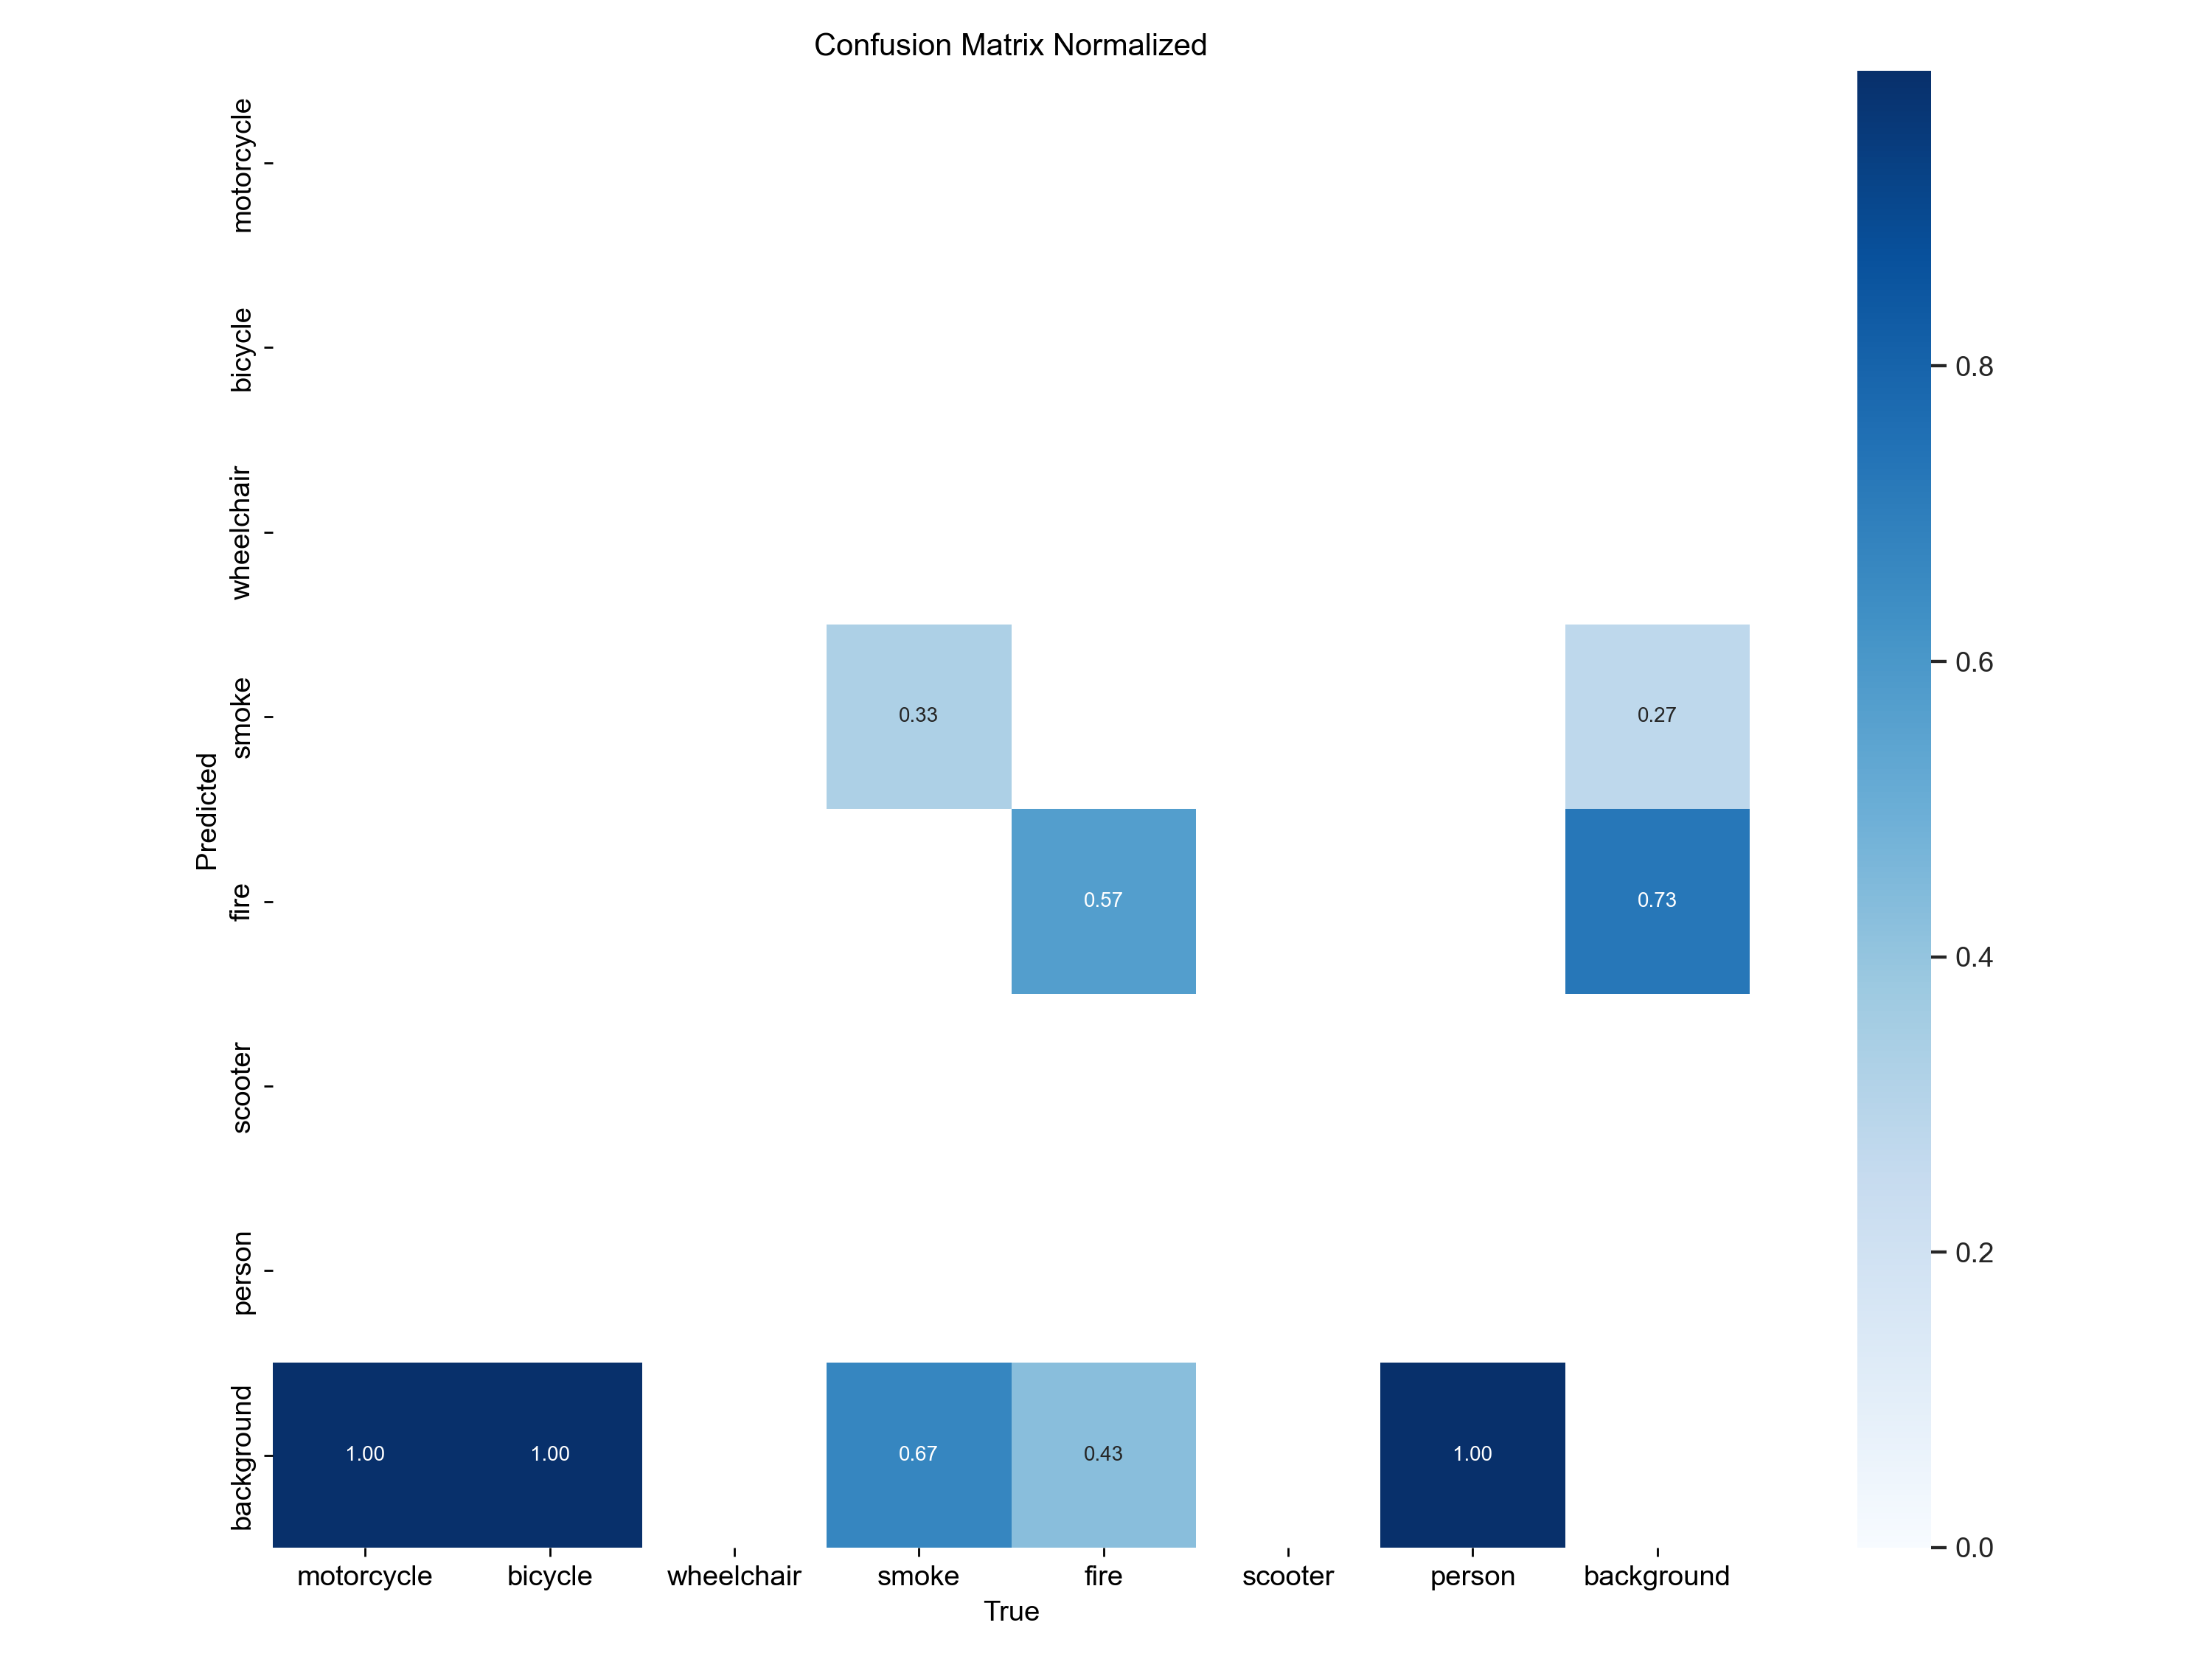 Confusion Matrix Normalized
motorcycle
bicycle
wheelchair
smoke
fire
scooter
person
background
Predicted
0.33
0.27
0.57
0.73
1.00
1.00
0.67
0.43
1.00
motorcycle
bicycle
wheelchair
smoke
fire
scooter
person
background
True
0.8
0.6
0.4
0.2
0.0